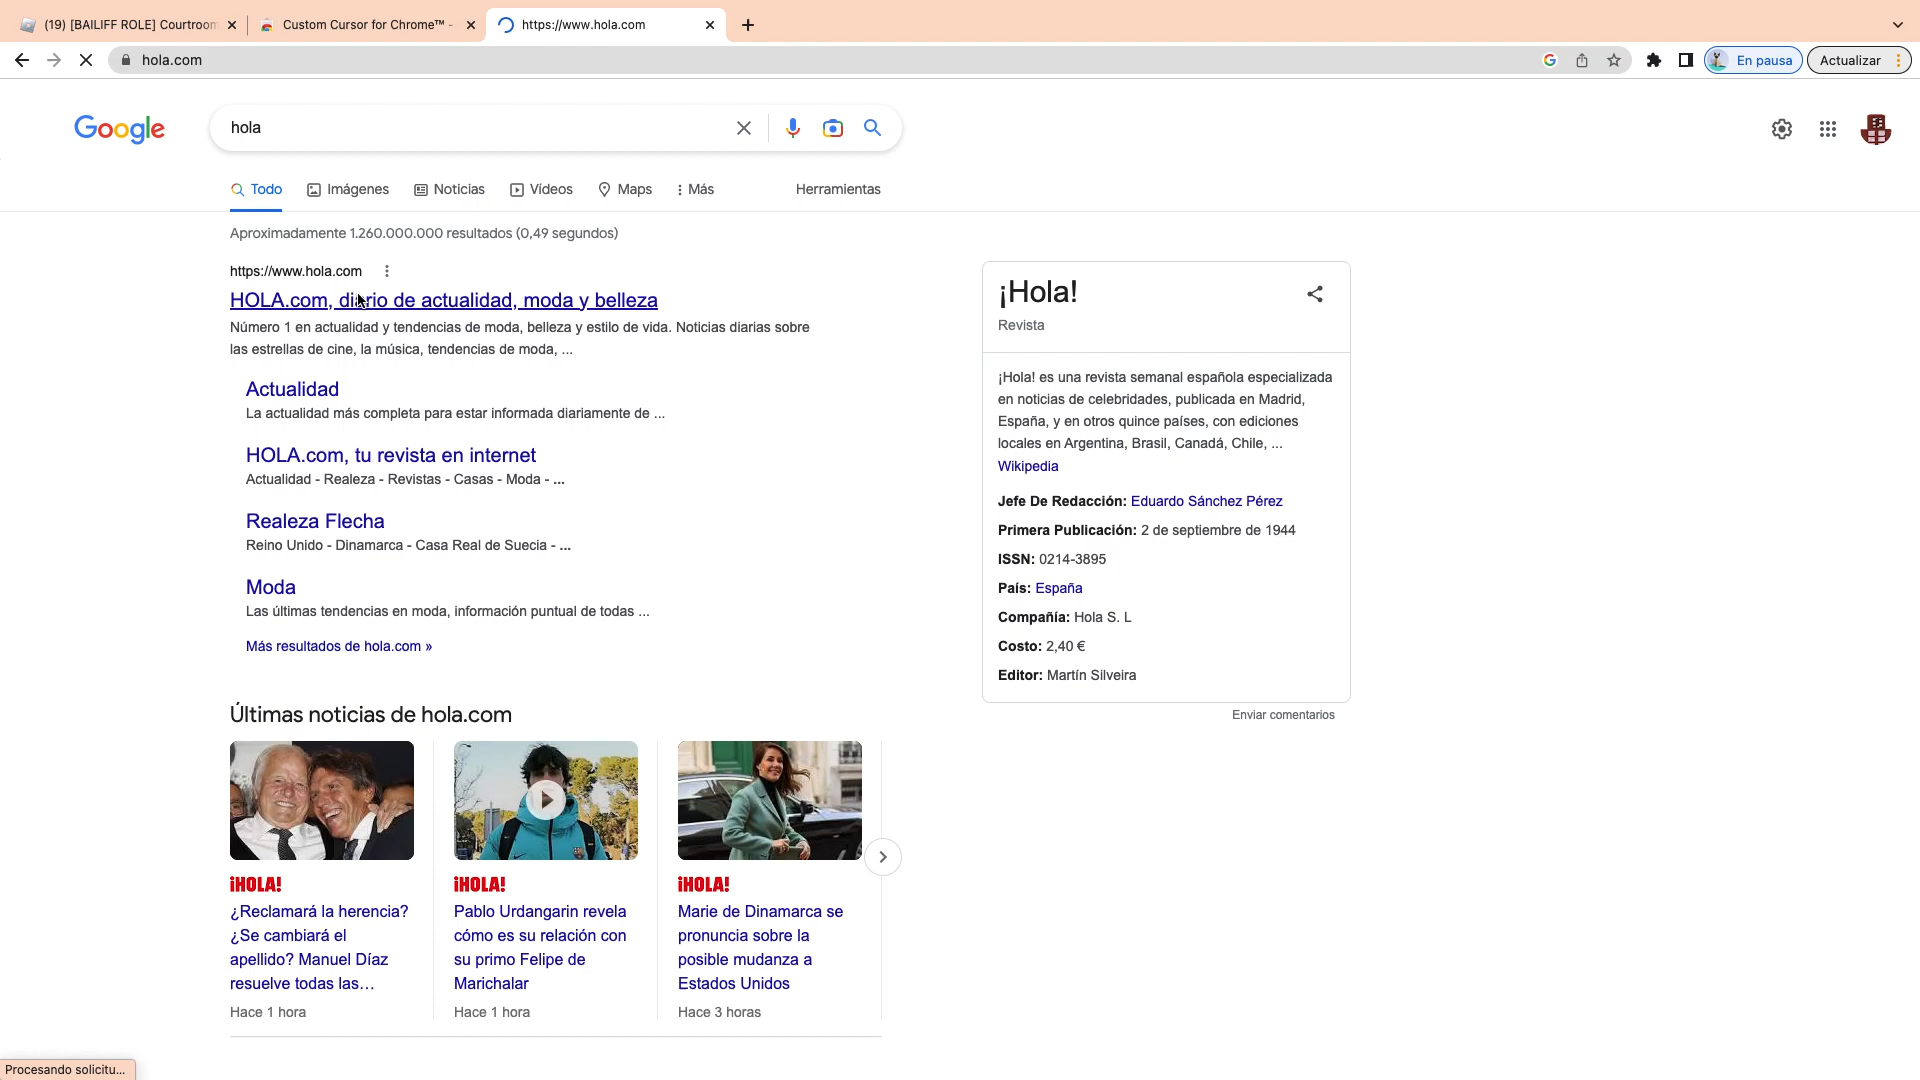 (19) [BAILIFF ROLE] Courtroom
Custom Cursor for Chrome™ -
https://www.hola.com
hola.com
En pausa
Actualizar
Google
hola
Todo
Imágenes
Noticias
Vídeos
Maps
Más
Herramientas
Aproximadamente 1.260.000.000 resultados (0,49 segundos)
https://www.hola.com
HOLA.com, diario de actualidad, moda y belleza
Número 1 en actualidad y tendencias de moda, belleza y estilo de vida. Noticias diarias sobre
las estrellas de cine, la música, tendencias de moda, ...
Actualidad
La actualidad más completa para estar informada diariamente de ...
HOLA.com, tu revista en internet
Actualidad - Realeza - Revistas - Casas - Moda - ...
Realeza Flecha
Reino Unido - Dinamarca - Casa Real de Suecia - ...
Moda
Las últimas tendencias en moda, información puntual de todas ...
Más resultados de hola.com »
Últimas noticias de hola.com
¡HOLA!
¿Reclamará la herencia?
¿Se cambiará el
apellido? Manuel Díaz
resuelve todas las...
Hace 1 hora
¡HOLA!
Pablo Urdangarin revela
cómo es su relación con
su primo Felipe de
Marichalar
Hace 1 hora
¡HOLA!
Marie de Dinamarca se
pronuncia sobre la
posible mudanza a
Estados Unidos
Hace 3 horas
¡Hola!
Revista
¡Hola! es una revista semanal española especializada
en noticias de celebridades, publicada en Madrid,
España, y en otros quince países, con ediciones
locales en Argentina, Brasil, Canadá, Chile, ...
Wikipedia
Jefe De Redacción: Eduardo Sánchez Pérez
Primera Publicación: 2 de septiembre de 1944
ISSN: 0214-3895
País: España
Compañía: Hola S. L
Costo: 2,40 €
Editor: Martín Silveira
Enviar comentarios
Procesando solicitu...